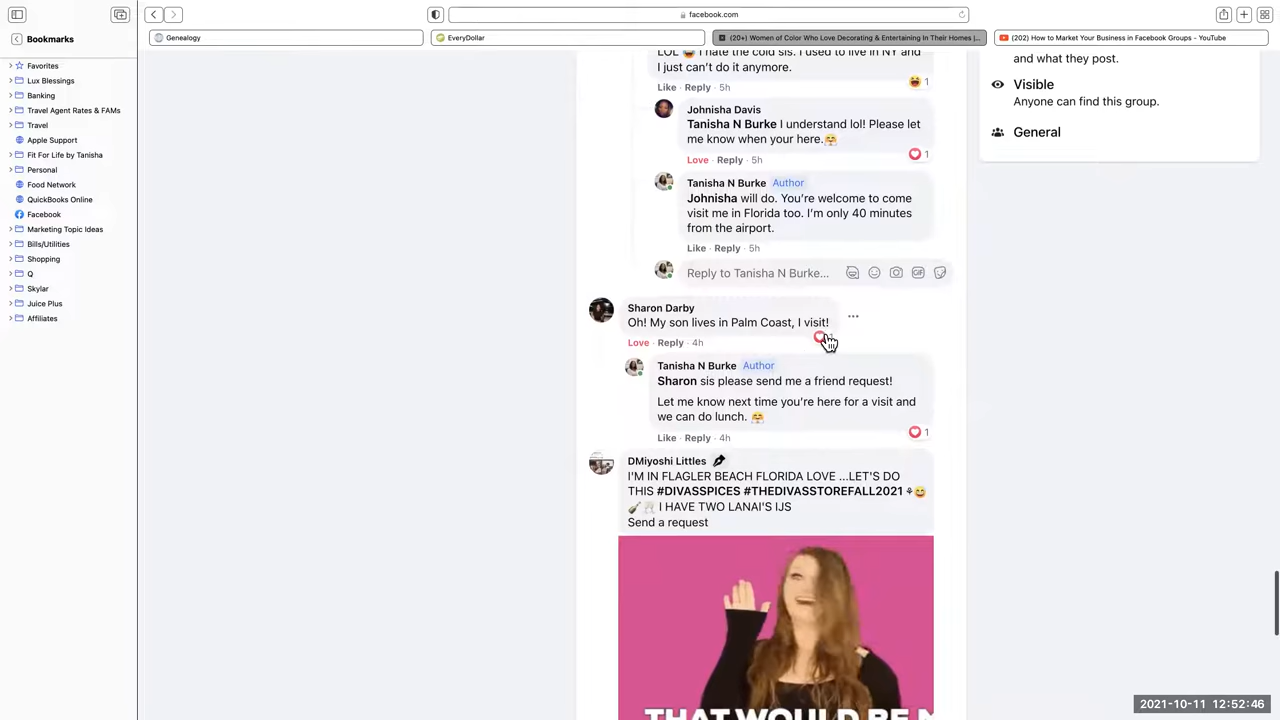 facebook.com
Bookmarks
Genealogy
EveryDollar
(20+) Women of Color Who Love Decorating & Entertaining In Their Homes |...
(202) How to Market Your Business in Facebook Groups - YouTube
Favorites
Lux Blessings
Banking
Travel Agent Rates & FAMs
Travel
Apple Support
Fit For Life by Tanisha
Personal
Food Network
QuickBooks Online
Facebook
Marketing Topic Ideas
Bills/Utilities
Shopping
Q
Skylar
Juice Plus
Affiliates
LOL 😂 I hate the cold sis. I used to live in NY and
I just can't do it anymore.
Like · Reply · 5h
1
Johnisha Davis
Tanisha N Burke I understand lol! Please let
me know when your here.🤗
Love · Reply · 5h
1
Tanisha N Burke Author
Johnisha will do. You're welcome to come
visit me in Florida too. I'm only 40 minutes
from the airport.
Like · Reply · 5h
Reply to Tanisha N Burke...
GIF
Sharon Darby
Oh! My son lives in Palm Coast, I visit!
Love · Reply · 4h
Tanisha N Burke Author
Sharon sis please send me a friend request!
Let me know next time you're here for a visit and
we can do lunch. 🤗
Like · Reply · 4h
1
DMiyoshi Littles
I'M IN FLAGLER BEACH FLORIDA LOVE ...LET'S DO
THIS #DIVASSPICES #THEDIVASSTOREFALL2021 ⚘😅
🍾🥂 I HAVE TWO LANAI'S IJS
Send a request
THAT WOULD BE
and what they post.
Visible
Anyone can find this group.
General
2021-10-11 12:52:46